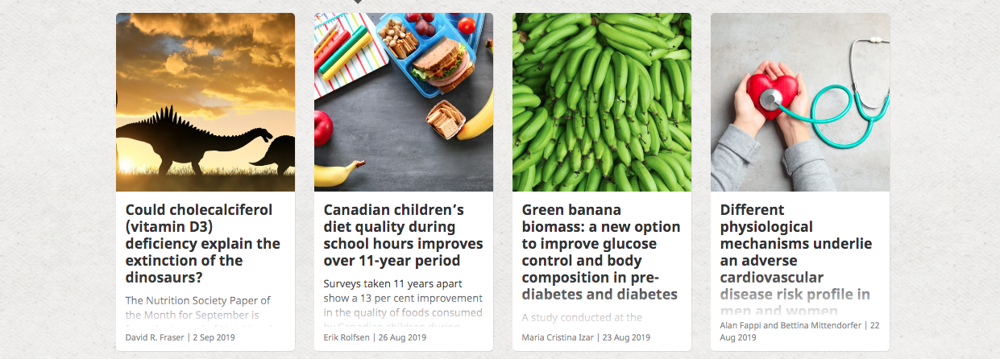 Could cholecalciferol
(vitamin D3)
deficiency explain the
extinction of the
dinosaurs?
The Nutrition Society Paper of
the Month for September is
David R. Fraser | 2 Sep 2019
Canadian children’s
diet quality during
school hours improves
over 11-year period
Surveys taken 11 years apart
show a 13 per cent improvement
in the quality of foods consumed
by Canadian children during
Erik Rolfsen | 26 Aug 2019
Green banana
biomass: a new option
to improve glucose
control and body
composition in pre-
diabetes and diabetes
A study conducted at the
Maria Cristina Izar | 23 Aug 2019
Different
physiological
mechanisms underlie
an adverse
cardiovascular
disease risk profile in
men and women
Alan Fappi and Bettina Mittendorfer | 22
Aug 2019